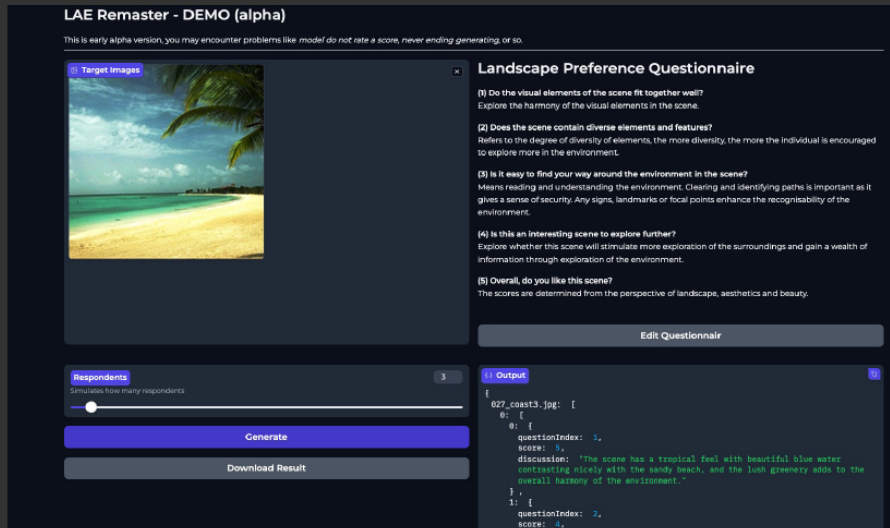 LAE Remaster - DEMO (alpha)
This is early alpha version, you may encounter problems like model do not rate a score, never ending generating, or so.
Target Images
Landscape Preference Questionnaire
(1) Do the visual elements of the scene fit together well?
Explore the harmony of the visual elements in the scene.
(2) Does the scene contain diverse elements and features?
Refers to the degree of diversity of elements, the more diversity, the more the individual is encouraged
to explore more in the environment.
(3) Is it easy to find your way around the environment in the scene?
Means reading and understanding the environment. Clearing and identifying paths is important as it
gives a sense of security. Any signs, landmarks or focal points enhance the recognisability of the
environment.
(4) Is this an interesting scene to explore further?
Explore whether this scene will stimulate more exploration of the surroundings and gain a wealth of
information through exploration of the environment.
(5) Overall, do you like this scene?
The scores are determined from the perspective of landscape, aesthetics and beauty.
Edit Questionnair
Respondents
3
Simulates how many respondents
Generate
Download Result
Output
{
027_coast3.jpg: [
0: [
0: {
questionIndex: 1,
score: 5,
discussion: "The scene has a tropical feel with beautiful blue water
contrasting nicely with the sandy beach, and the lush greenery adds to the
overall harmony of the environment."
},
1: {
questionIndex: 2,
score: 4,